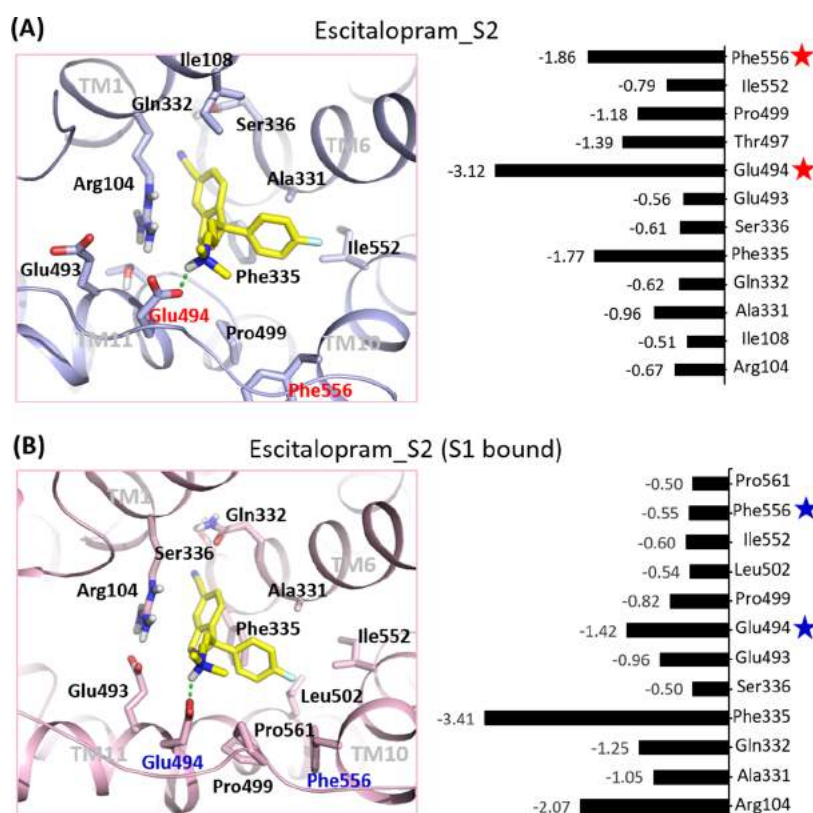 (A)
Escitalopram_S2
Ile108
TM1
Gln332
Ser336
TM6
Arg104
Ala331
Glu493
Ile552
Phe335
Glu494
Pro499
TM11
TM10
Phe556
-1.86 Phe556
-0.79 Ile552
-1.18 Pro499
-1.39 Thr497
-3.12 Glu494
-0.56 Glu493
-0.61 Ser336
-1.77 Phe335
-0.62 Gln332
-0.96 Ala331
-0.51 Ile108
-0.67 Arg104
(B)
Escitalopram_S2 (S1 bound)
TM1
Gln332
Ser336
TM6
Arg104
Ala331
Phe335
Ile552
Glu493
Leu502
TM11
Pro561
TM10
Glu494
Pro499
Phe556
-0.50 Pro561
-0.55 Phe556
-0.60 Ile552
-0.54 Leu502
-0.82 Pro499
-1.42 Glu494
-0.96 Glu493
-0.50 Ser336
-3.41 Phe335
-1.25 Gln332
-1.05 Ala331
-2.07 Arg104